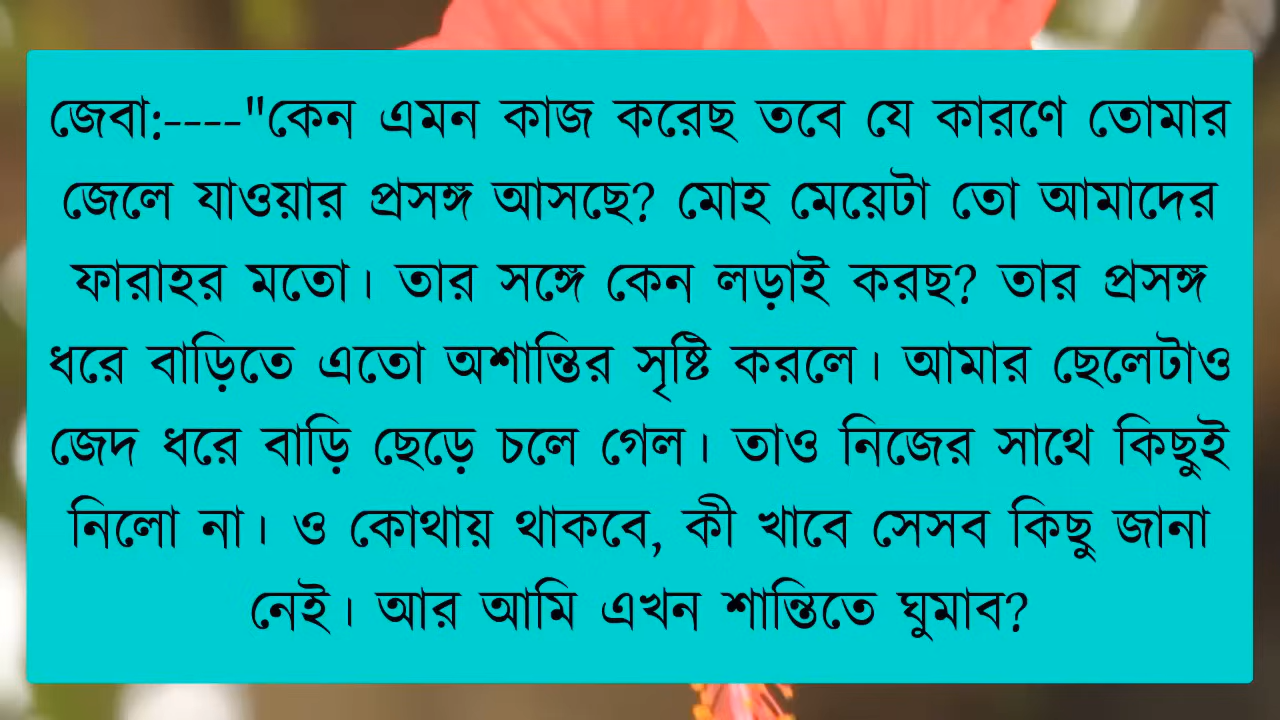 জেবা:----"কেন এমন কাজ করেছ তবে যে কারণে তোমার
জেলে যাওয়ার প্রসঙ্গ আসছে? মোহ মেয়েটা তো আমাদের
ফারাহর মতো। তার সঙ্গে কেন লড়াই করছ? তার প্রসঙ্গ
ধরে বাড়িতে এতো অশান্তির সৃষ্টি করলে। আমার ছেলেটাও
জেদ ধরে বাড়ি ছেড়ে চলে গেল। তাও নিজের সাথে কিছুই
নিলো না। ও কোথায় থাকবে, কী খাবে সেসব কিছু জানা
নেই। আর আমি এখন শান্তিতে ঘুমাব?